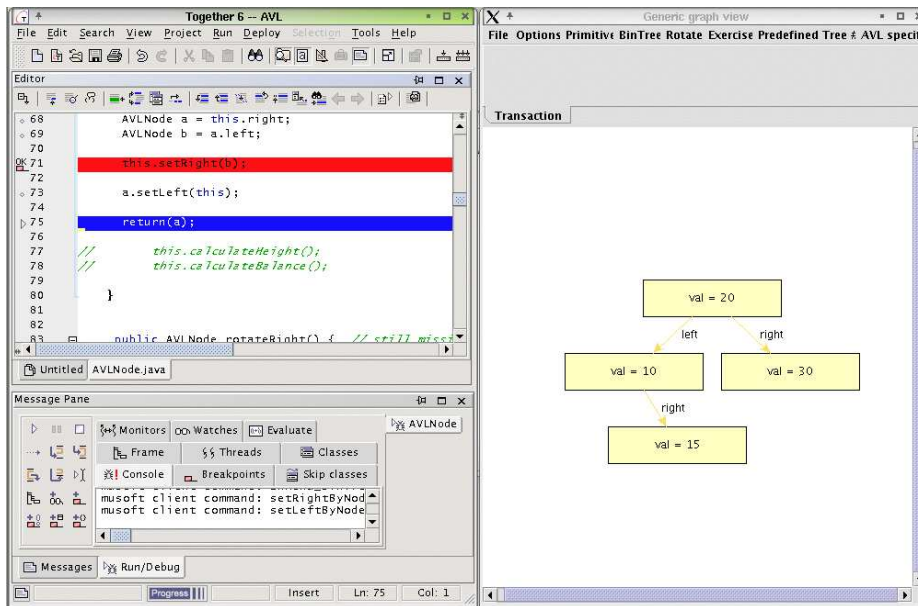 Together 6 -- AVL
File Edit Search View Project Run Deploy Selection Tools Help
Editor
68 AVLNode a = this.right;
69 AVLNode b = a.left;
70
OK 71 this.setRight(b);
72
73 a.setLeft(this);
74
75 return(a);
76
77 // this.calculateHeight();
78 // this.calculateBalance();
79
80 }
81
82
83 public AVLNode rotateRight() { // still missi
Untitled AVLNode.java
Message Pane
Monitors Watches Evaluate AVLNode
Frame Threads Classes
Console Breakpoints Skip classes
musoft client command: setRightByNod
musoft client command: setLeftByNode
Messages Run/Debug
Progress Insert Ln: 75 Col: 1
Generic graph view
File Options Primitive BinTree Rotate Exercise Predefined Tree AVL specif
Transaction
val = 20
left right
val = 10 val = 30
right
val = 15